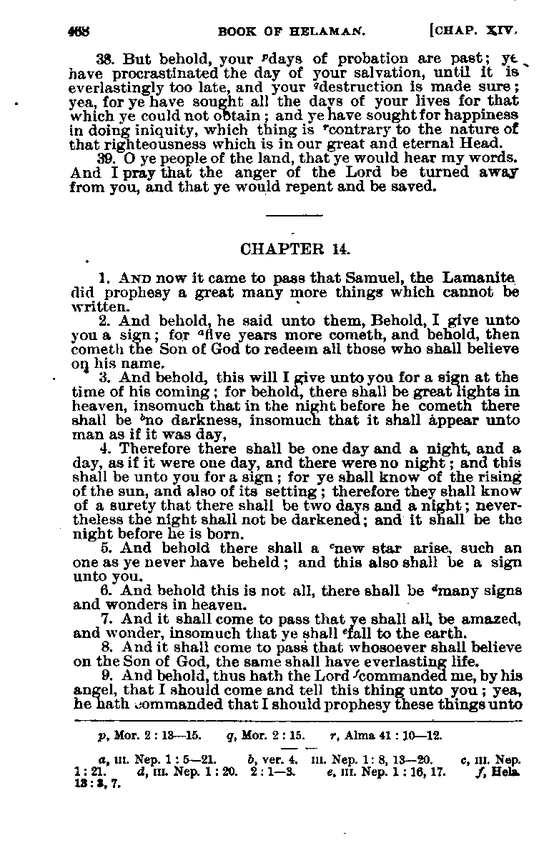 468 BOOK OF HELAMAN. [CHAP. XIV.
38. But behold, your pdays of probation are past; ye
have procrastinated the day of your salvation, until it is
everlastingly too late, and your qdestruction is made sure;
yea, for ye have sought all the days of your lives for that
which ye could not obtain; and ye have sought for happiness
in doing iniquity, which thing is rcontrary to the nature of
that righteousness which is in our great and eternal Head.
39. O ye people of the land, that ye would hear my words.
And I pray that the anger of the Lord be turned away
from you, and that ye would repent and be saved.
CHAPTER 14.
1. AND now it came to pass that Samuel, the Lamanite
did prophesy a great many more things which cannot be
written.
2. And behold, he said unto them, Behold, I give unto
you a sign; for afive years more cometh, and behold, then
cometh the Son of God to redeem all those who shall believe
on his name.
3. And behold, this will I give unto you for a sign at the
time of his coming; for behold, there shall be great lights in
heaven, insomuch that in the night before he cometh there
shall be bno darkness, insomuch that it shall appear unto
man as if it was day,
4. Therefore there shall be one day and a night, and a
day, as if it were one day, and there were no night; and this
shall be unto you for a sign; for ye shall know of the rising
of the sun, and also of its setting; therefore they shall know
of a surety that there shall be two days and a night; never-
theless the night shall not be darkened; and it shall be the
night before he is born.
5. And behold there shall a cnew star arise, such an
one as ye never have beheld; and this also shall be a sign
unto you.
6. And behold this is not all, there shall be dmany signs
and wonders in heaven.
7. And it shall come to pass that ye shall all, be amazed,
and wonder, insomuch that ye shall efall to the earth.
8. And it shall come to pass that whosoever shall believe
on the Son of God, the same shall have everlasting life.
9. And behold, thus hath the Lord fcommanded me, by his
angel, that I should come and tell this thing unto you; yea,
he hath commanded that I should prophesy these things unto
p, Mor. 2:13—15. q, Mor. 2:15. r, Alma 41:10—12.
a, III. Nep. 1:5—21. b, ver. 4. III. Nep. 1:8, 13—20. c, III. Nep.
1:21. d, III. Nep. 1:20. 2:1—3. e, III. Nep. 1:16, 17. f, Hela.
13:3, 7.